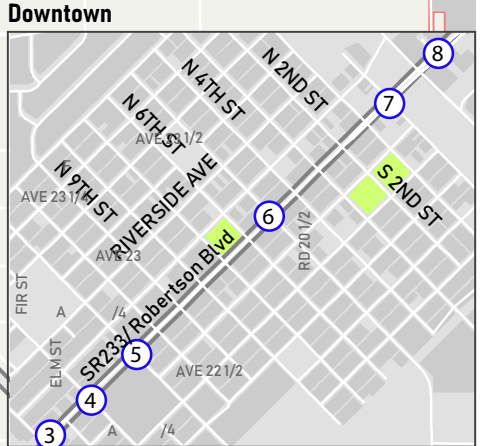 Downtown
8
7
N 2ND ST
N 4TH ST
N 6TH ST
AVE 23 1/2
S 2ND ST
N 9TH ST
AVE 23 1/4
RIVERSIDE AVE
6
RD 20 1/2
AVE 23
SR233/ Robertson Blvd
FIR ST
A /4
ELM ST
5
AVE 22 1/2
4
3
A /4